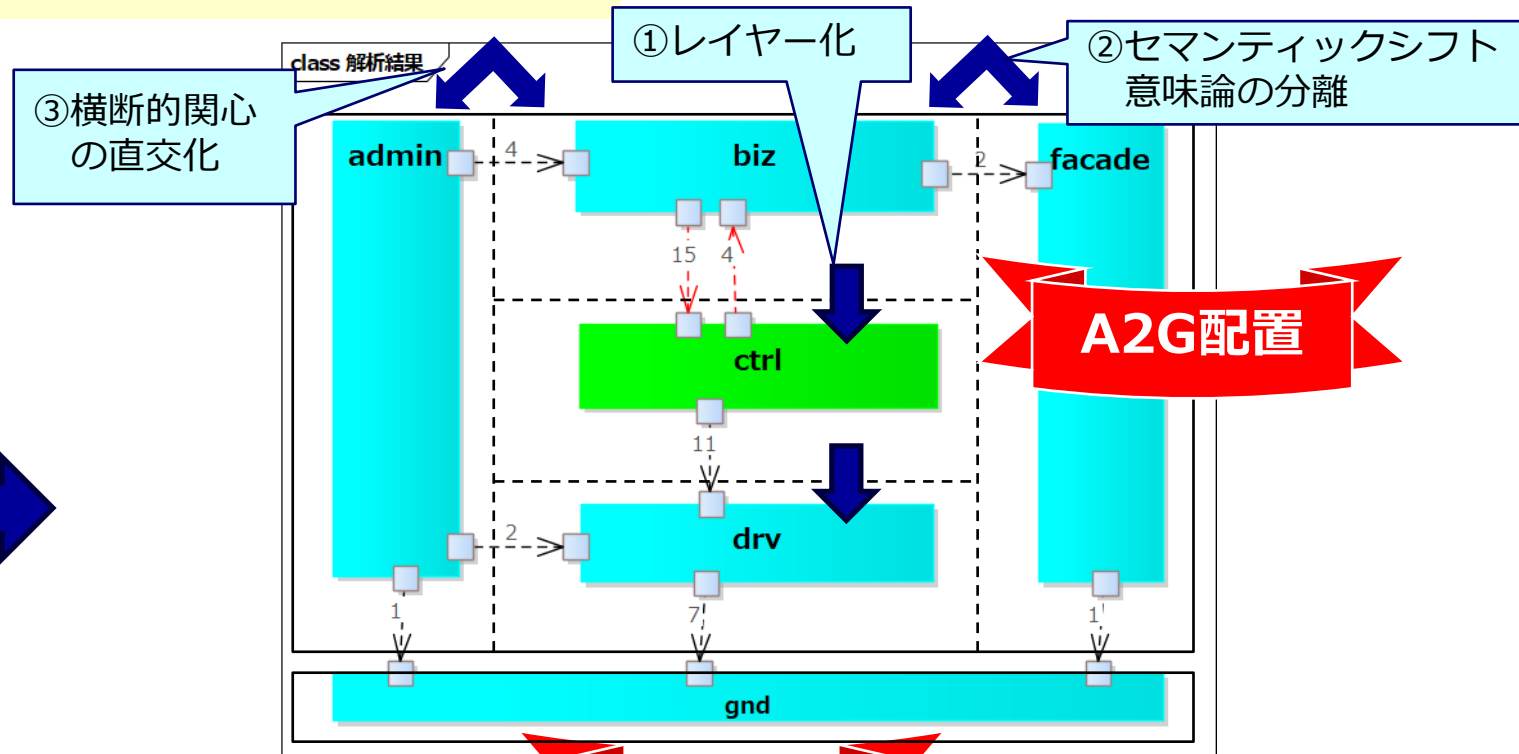 ①レイヤー化
②セマンティックシフト
意味論の分離
class 解析結果
③横断的関心
の直交化
admin
4
biz
2
facade
15
4
A2G配置
ctrl
11
2
drv
1
7
1
gnd